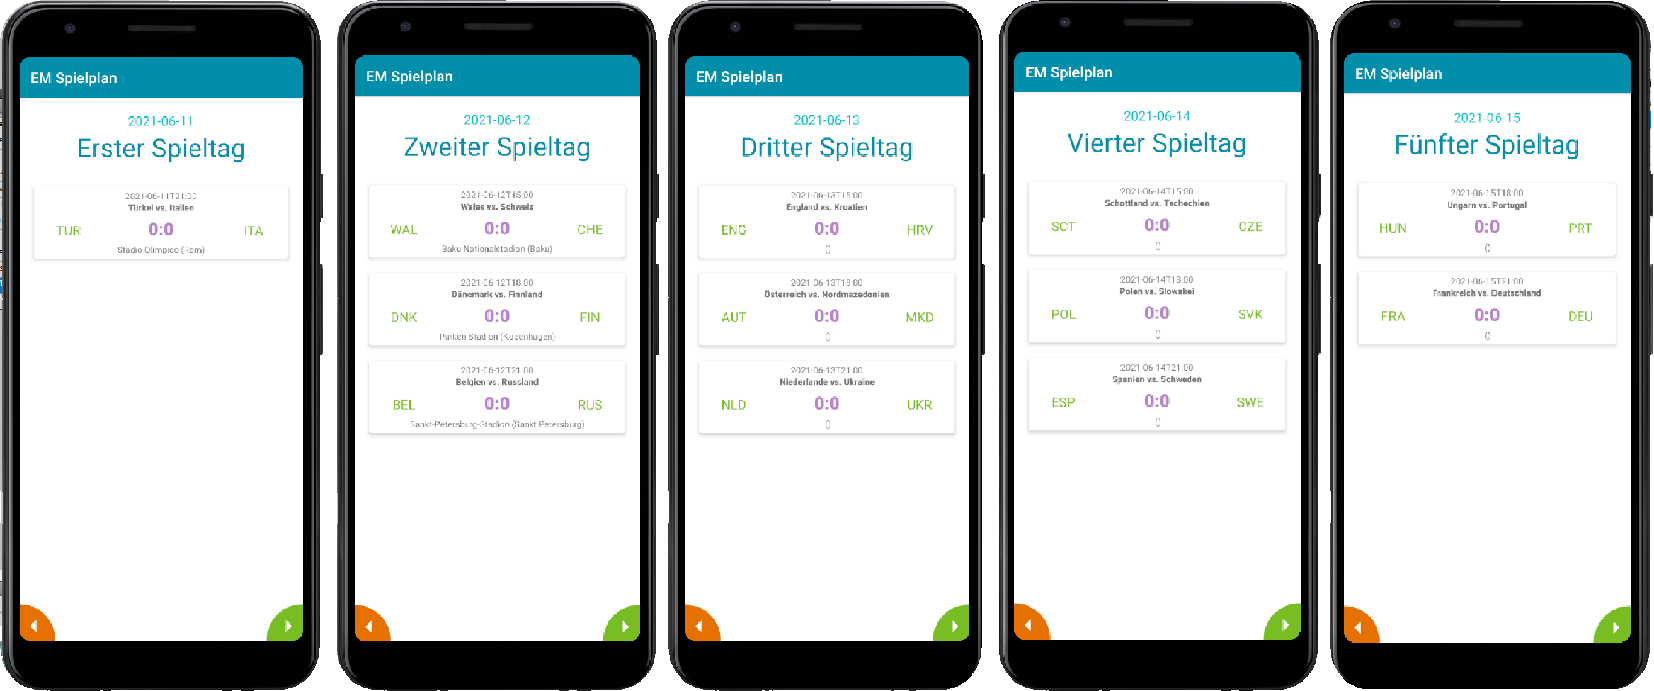 EM Spielplan
2021-06-11
Erster Spieltag
2021-06-11T21:00
Türkei vs. Italien
TUR 0:0 ITA
Stadio Olimpico (Rom)
EM Spielplan
2021-06-12
Zweiter Spieltag
2021-06-12T15:00
Wales vs. Schweiz
WAL 0:0 CHE
Baku Nationalstadion (Baku)
2021-06-12T18:00
Dänemark vs. Finnland
DNK 0:0 FIN
Parken Stadion (Kopenhagen)
2021-06-12T21:00
Belgien vs. Russland
BEL 0:0 RUS
Sankt-Petersburg-Stadion (Sankt Petersburg)
EM Spielplan
2021-06-13
Dritter Spieltag
2021-06-13T15:00
England vs. Kroatien
ENG 0:0 HRV
()
2021-06-13T18:00
Österreich vs. Nordmazedonien
AUT 0:0 MKD
()
2021-06-13T21:00
Niederlande vs. Ukraine
NLD 0:0 UKR
()
EM Spielplan
2021-06-14
Vierter Spieltag
2021-06-14T15:00
Schottland vs. Tschechien
SCT 0:0 CZE
()
2021-06-14T18:00
Polen vs. Slowakei
POL 0:0 SVK
()
2021-06-14T21:00
Spanien vs. Schweden
ESP 0:0 SWE
()
EM Spielplan
2021-06-15
Fünfter Spieltag
2021-06-15T18:00
Ungarn vs. Portugal
HUN 0:0 PRT
()
2021-06-15T21:00
Frankreich vs. Deutschland
FRA 0:0 DEU
()